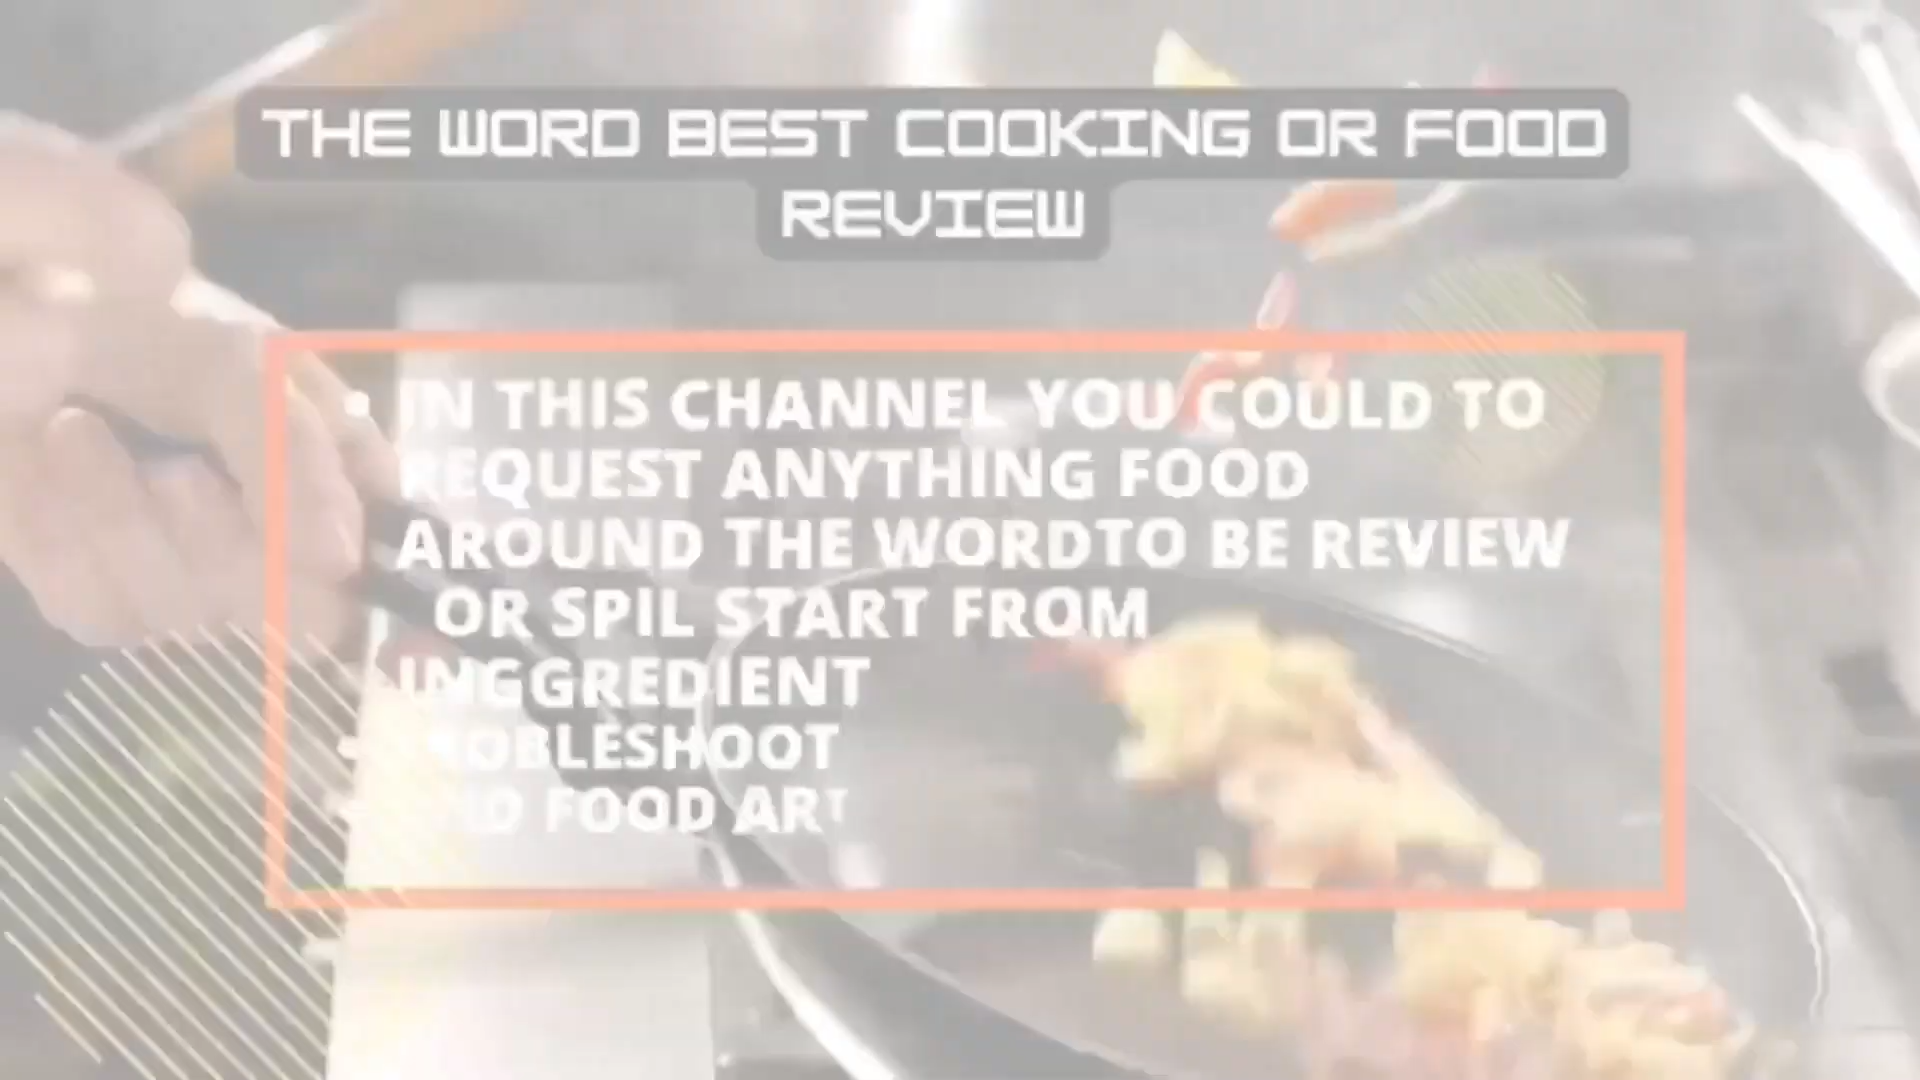 THE WORD BEST COOKING OR FOOD
REVIEW
• IN THIS CHANNEL YOU COULD TO
REQUEST ANYTHING FOOD
AROUND THE WORDTO BE REVIEW
OR SPIL START FROM
INGGREDIENT
FOOD ART